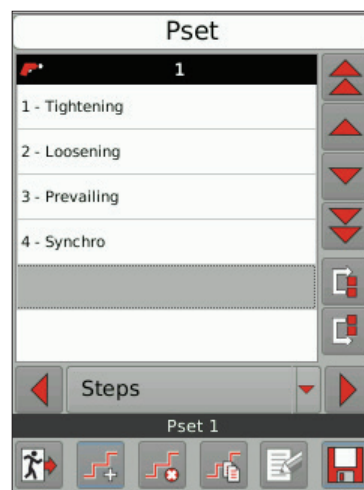 Pset
1
1 - Tightening
2 - Loosening
3 - Prevailing
4 - Synchro
Steps
Pset 1